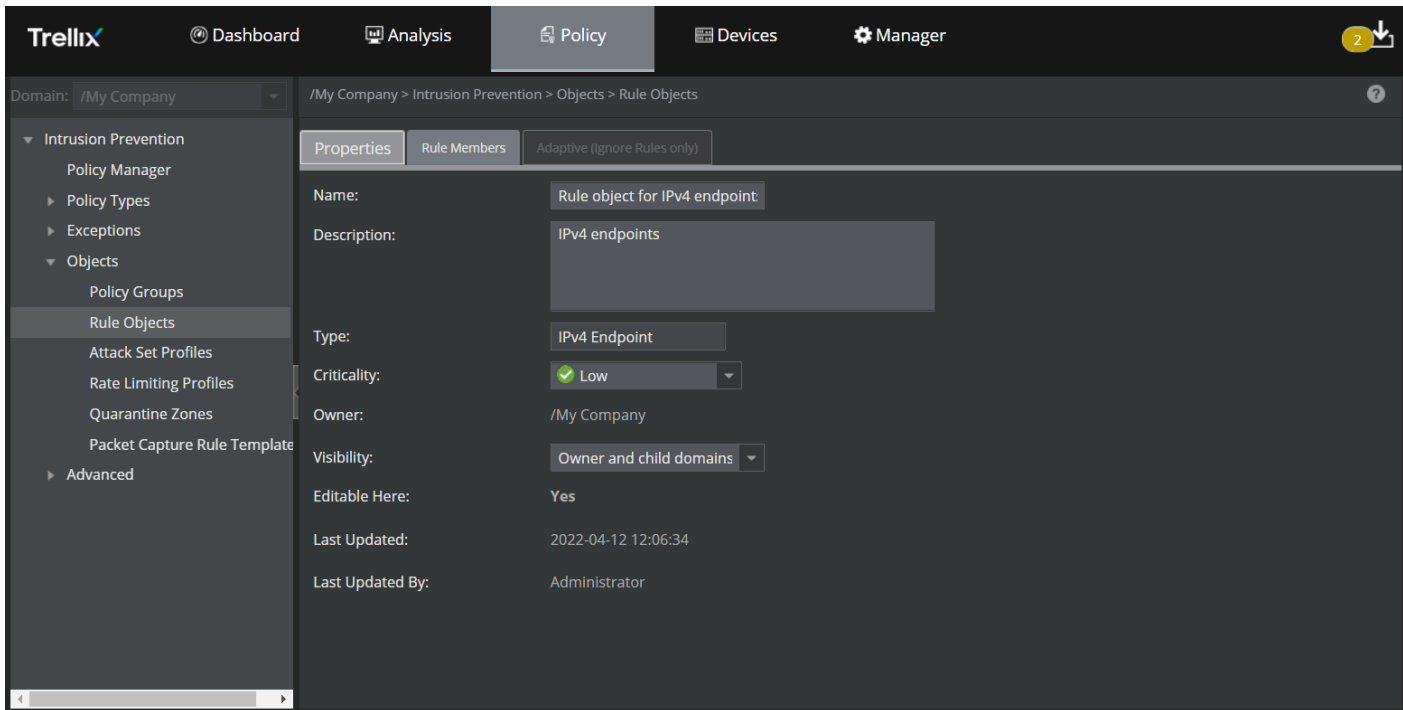 Trellix Dashboard Analysis Policy Devices Manager 2
Domain: /My Company
/My Company > Intrusion Prevention > Objects > Rule Objects
Intrusion Prevention
Policy Manager
Policy Types
Exceptions
Objects
Policy Groups
Rule Objects
Attack Set Profiles
Rate Limiting Profiles
Quarantine Zones
Packet Capture Rule Template
Advanced
Properties Rule Members Adaptive (Ignore Rules only)
Name: Rule object for IPv4 endpoint
Description: IPv4 endpoints
Type: IPv4 Endpoint
Criticality: Low
Owner: /My Company
Visibility: Owner and child domains
Editable Here: Yes
Last Updated: 2022-04-12 12:06:34
Last Updated By: Administrator